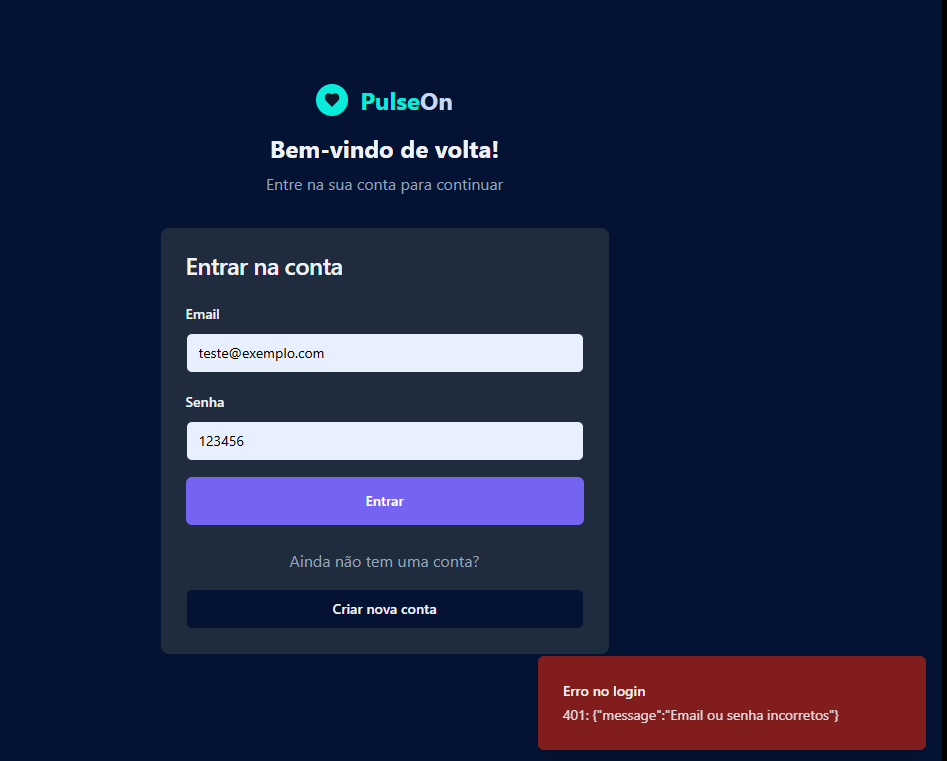 PulseOn
Bem-vindo de volta!
Entre na sua conta para continuar
Entrar na conta
Email
teste@exemplo.com
Senha
123456
Entrar
Ainda não tem uma conta?
Criar nova conta
Erro no login
401: {"message":"Email ou senha incorretos"}